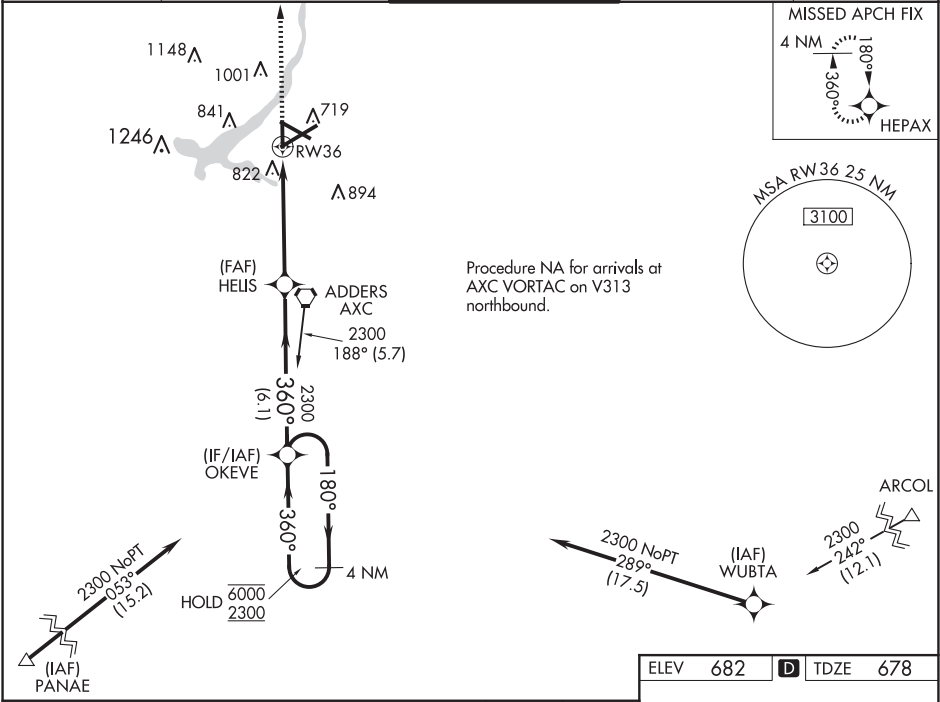 MISSED APCH FIX
4 NM
180°
360°
HEPAX
1148
1001
841
719
1246
RW36
822
894
MSA RW36 25 NM
3100
(FAF)
HELIS
ADDERS
AXC
2300
188° (5.7)
Procedure NA for arrivals at
AXC VORTAC on V313
northbound.
2300
360°
(6.1)
(IF/IAF)
OKEVE
180°
360°
4 NM
HOLD 6000
2300
2300 NoPT
053°
(15.2)
(IAF)
PANAE
2300 NoPT
289°
(17.5)
(IAF)
WUBTA
ARCOL
2300
242°
(12.1)
ELEV 682 D TDZE 678